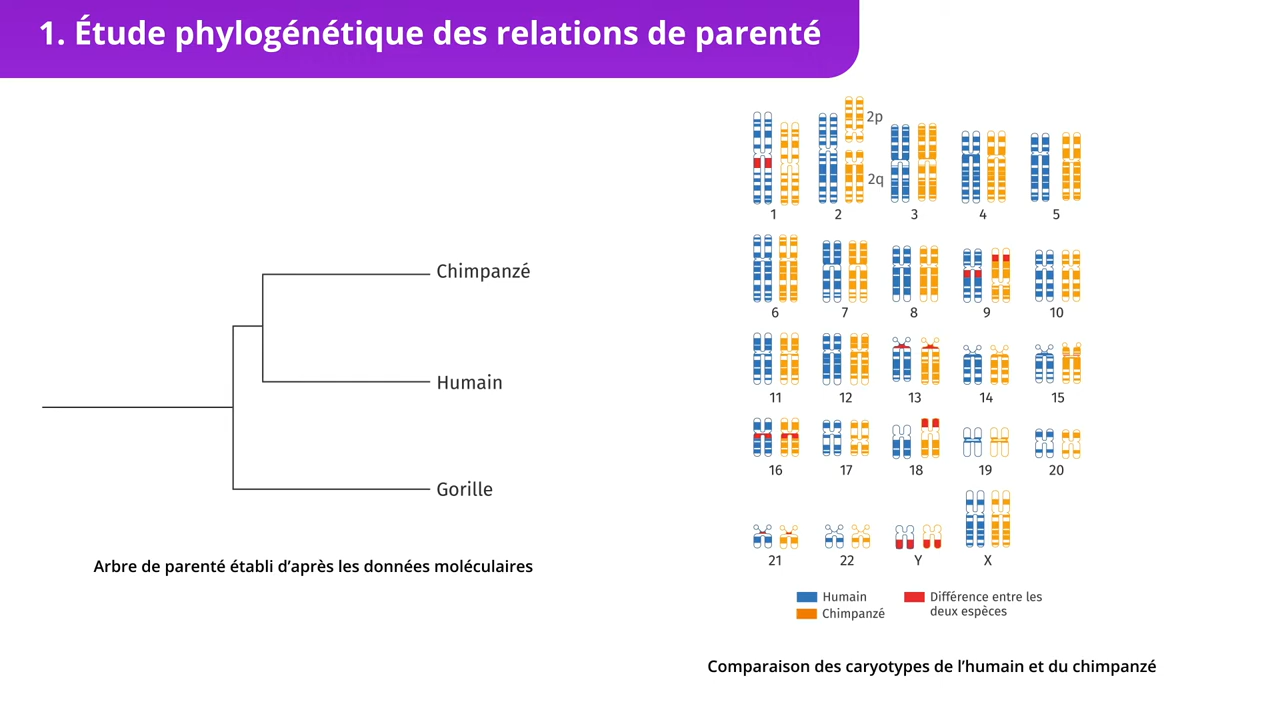 1. Étude phylogénétique des relations de parenté
Chimpanzé
Humain
Gorille
Arbre de parenté établi d’après les données moléculaires
2p
2q
1 2 3 4 5
6 7 8 9 10
11 12 13 14 15
16 17 18 19 20
21 22 Y X
Humain
Chimpanzé
Différence entre les
deux espèces
Comparaison des caryotypes de l’humain et du chimpanzé